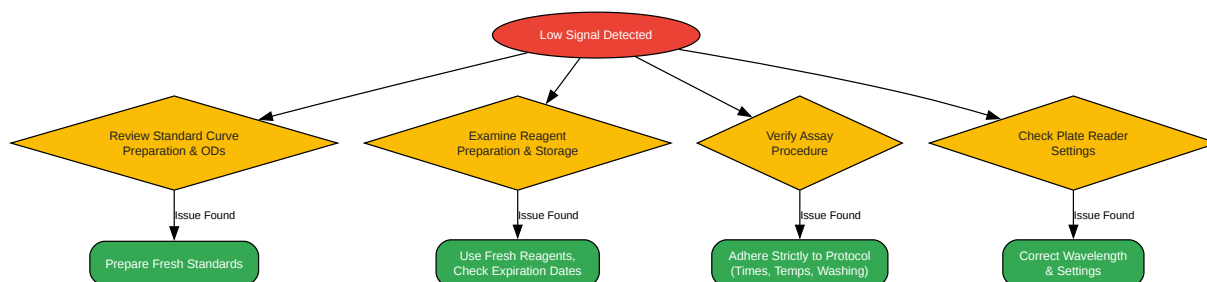 Low Signal Detected
Review Standard Curve
Preparation & ODs
Examine Reagent
Preparation & Storage
Verify Assay
Procedure
Check Plate Reader
Settings
Issue Found
Issue Found
Issue Found
Issue Found
Prepare Fresh Standards
Use Fresh Reagents,
Check Expiration Dates
Adhere Strictly to Protocol
(Times, Temps, Washing)
Correct Wavelength
& Settings